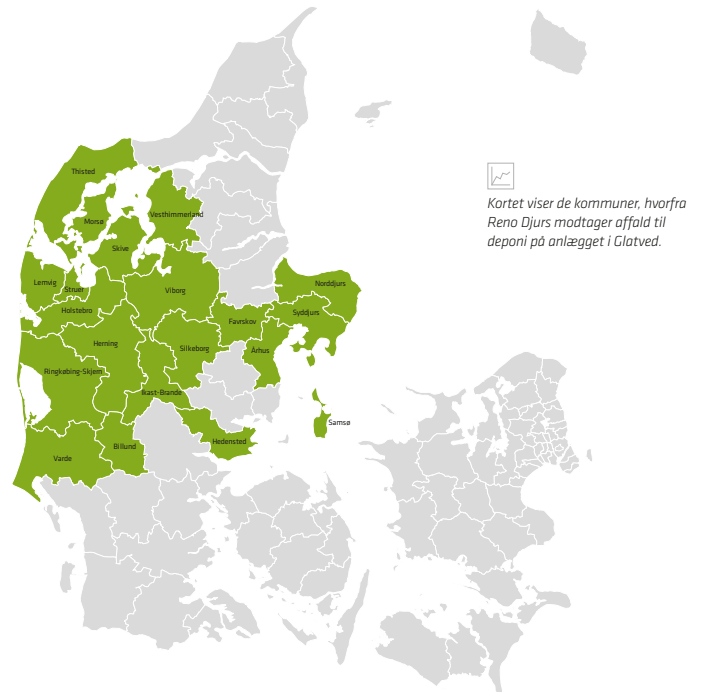 Thisted
Morsø
Vesthimmerland
Skive
Lemvig
Struer
Viborg
Norddjurs
Holstebro
Syddjurs
Favrskov
Herning
Silkeborg
Århus
Ringkøbing-Skjern
Ikast-Brande
Samsø
Hedensted
Billund
Varde
Kortet viser de kommuner, hvorfra
Reno Djurs modtager affald til
deponi på anlægget i Glatved.